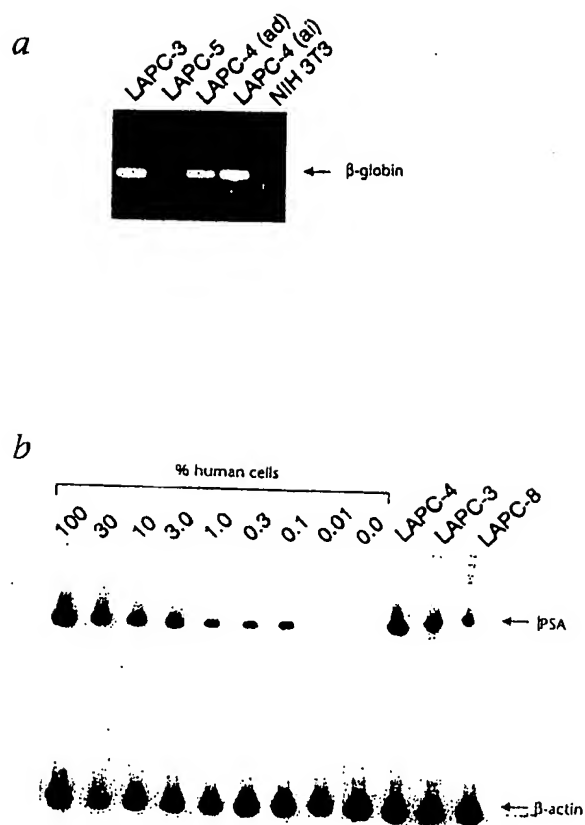 a
LAPC-3
LAPC-5
LAPC-4 (ad)
LAPC-4 (ai)
NIH 3T3
β-globin
b
% human cells
100
30
10
3.0
1.0
0.3
0.1
0.01
0.0
LAPC-4
LAPC-3
LAPC-8
PSA
β-actin